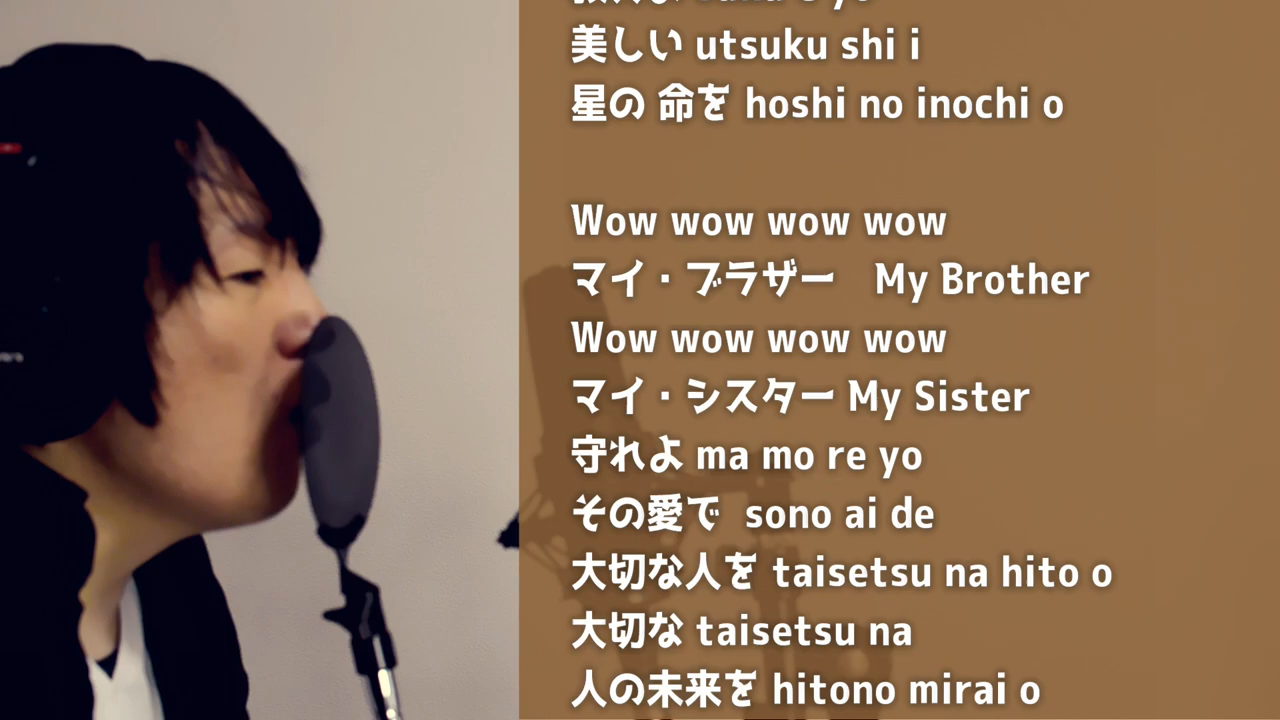 美しい utsuku shi i
星の 命を hoshi no inochi o
Wow wow wow wow
マイ・ブラザー　My Brother
Wow wow wow wow
マイ・シスター My Sister
守れよ ma mo re yo
その愛で  sono ai de
大切な人を taisetsu na hito o
大切な taisetsu na
人の未来を hitono mirai o